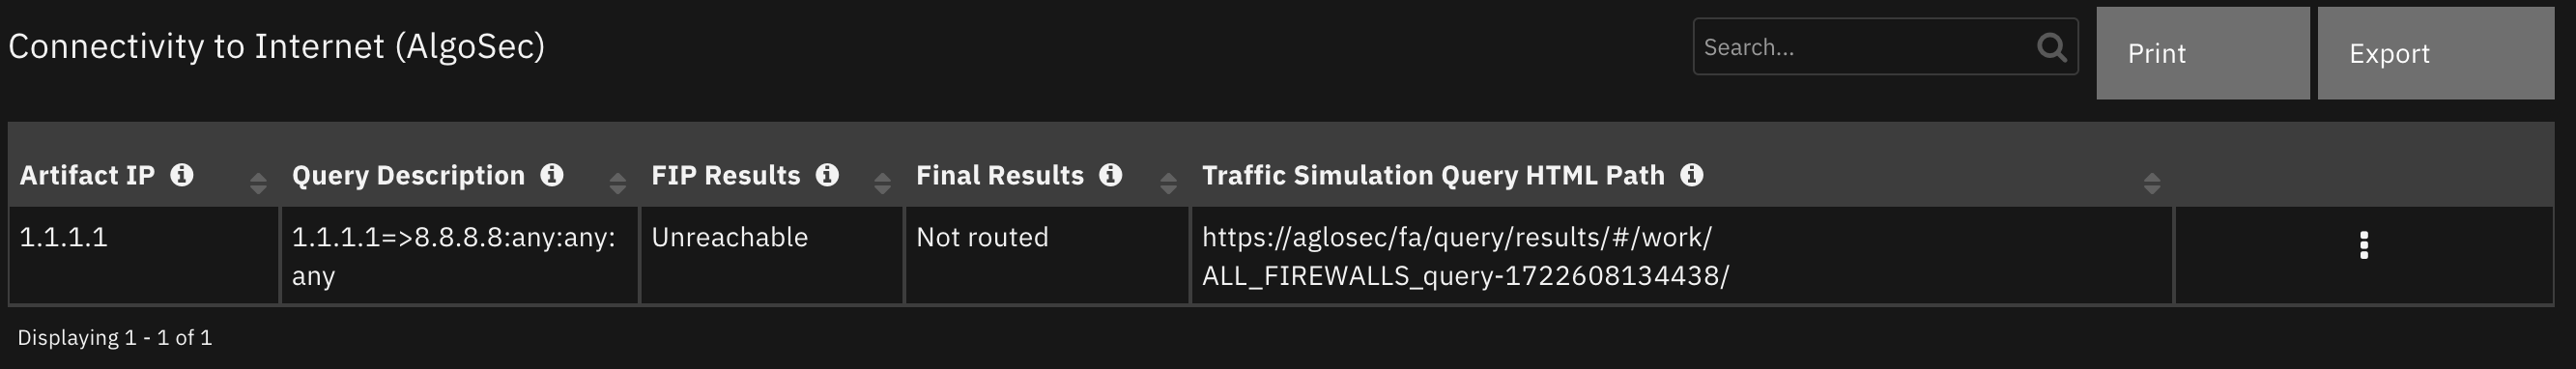 Connectivity to Internet (AlgoSec)
Search...
Print
Export
Artifact IP
Query Description
FIP Results
Final Results
Traffic Simulation Query HTML Path
1.1.1.1
1.1.1.1=>8.8.8.8:any:any:
any
Unreachable
Not routed
https://aglosec/fa/query/results/#/work/
ALL_FIREWALLS_query-1722608134438/
Displaying 1 - 1 of 1